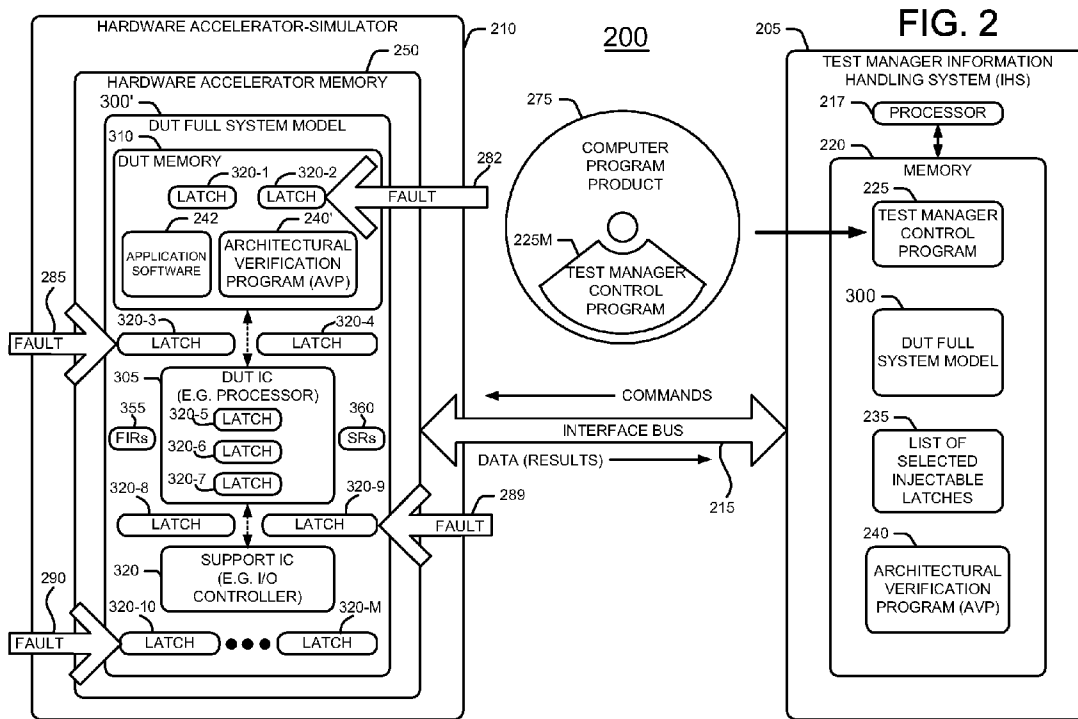 HARDWARE ACCELERATOR-SIMULATOR
210
200
FIG. 2
205
TEST MANAGER INFORMATION
HANDLING SYSTEM (IHS)
250
HARDWARE ACCELERATOR MEMORY
300'
DUT FULL SYSTEM MODEL
310
DUT MEMORY
320-1
320-2
LATCH
LATCH
282
FAULT
242
240'
APPLICATION
SOFTWARE
ARCHITECTURAL
VERIFICATION
PROGRAM (AVP)
285
FAULT
320-3
320-4
LATCH
LATCH
305
DUT IC
(E.G. PROCESSOR)
355
360
320-5
LATCH
FIRs
SRs
320-6
LATCH
320-7
LATCH
320-8
320-9
LATCH
LATCH
289
FAULT
320
SUPPORT IC
(E.G. I/O
CONTROLLER)
290
FAULT
320-10
320-M
LATCH
LATCH
275
COMPUTER
PROGRAM
PRODUCT
225M
TEST MANAGER
CONTROL
PROGRAM
COMMANDS
INTERFACE BUS
DATA (RESULTS)
215
217
PROCESSOR
220
MEMORY
225
TEST MANAGER
CONTROL
PROGRAM
300
DUT FULL
SYSTEM MODEL
235
LIST OF
SELECTED
INJECTABLE
LATCHES
240
ARCHITECTURAL
VERIFICATION
PROGRAM (AVP)